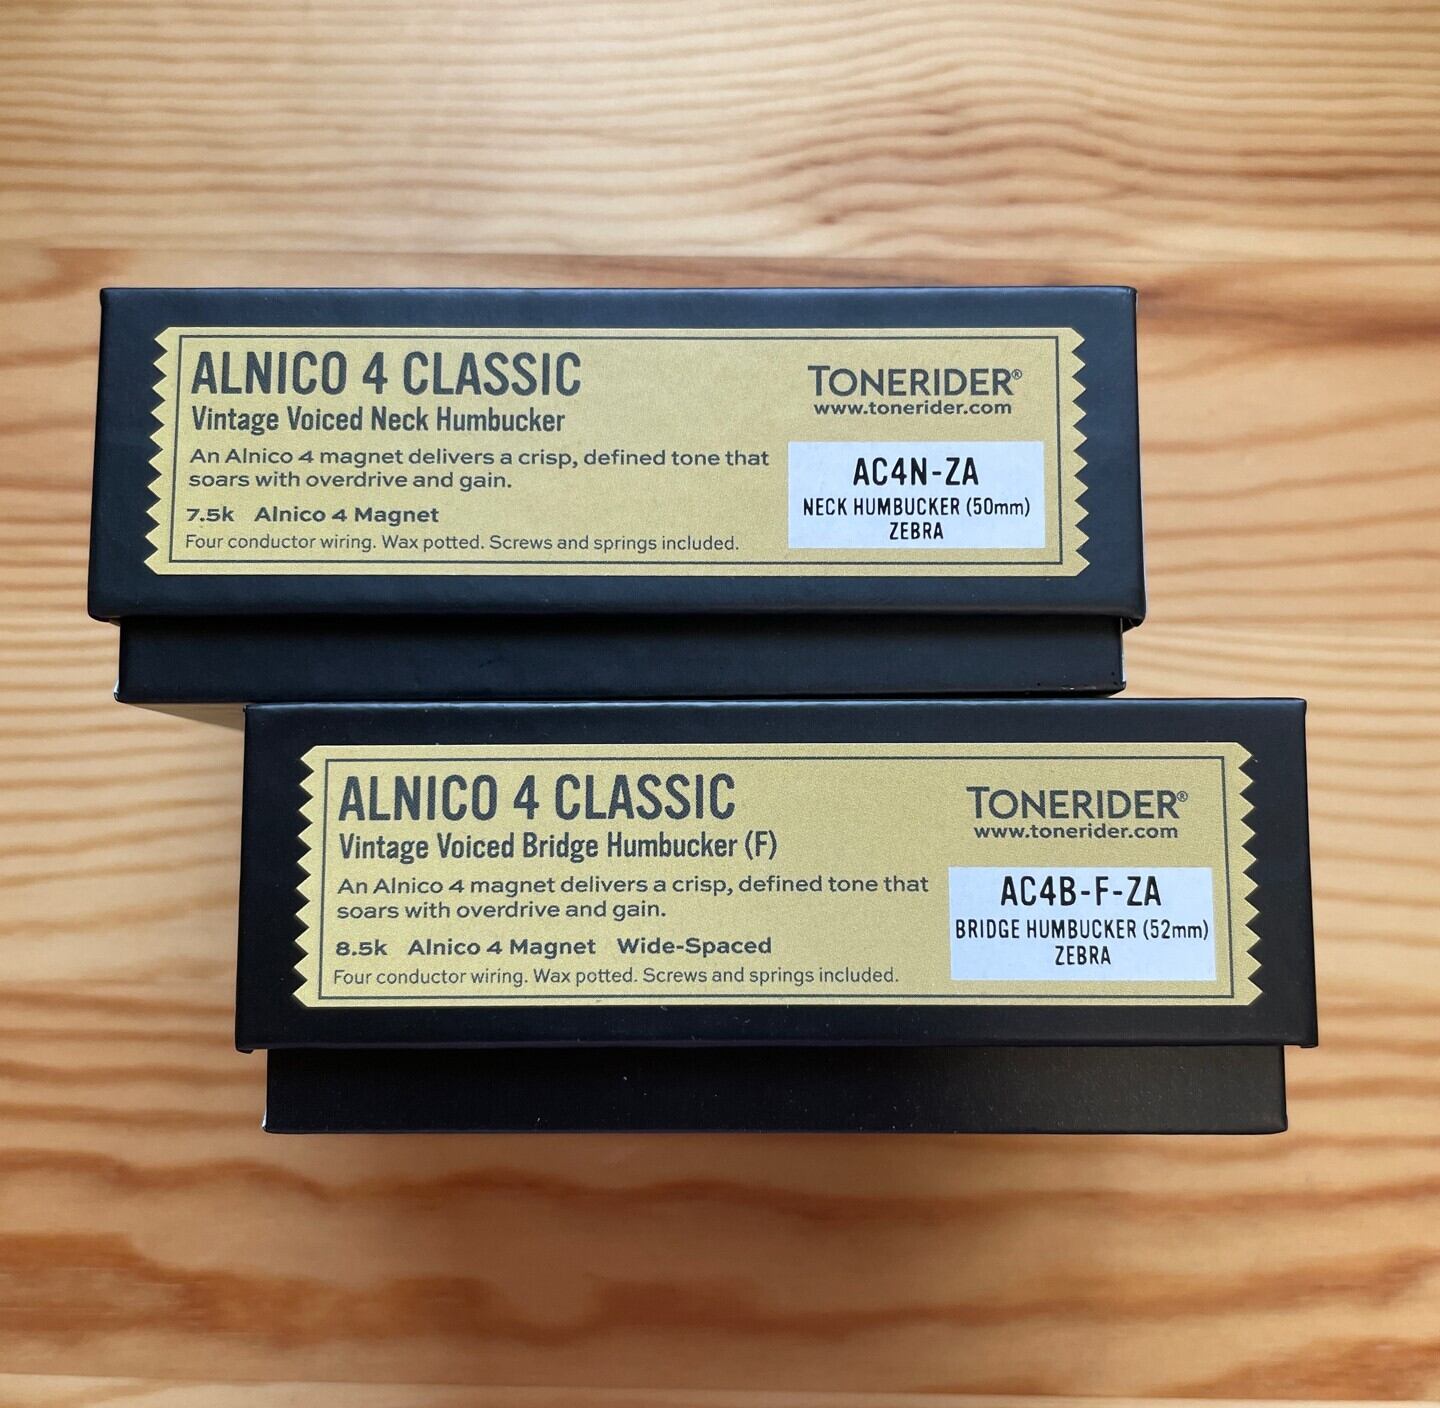 ALNICO 4 CLASSIC
Vintage Voiced Neck Humbucker
An Alnico 4 magnet delivers a crisp, defined tone that
soars with overdrive and gain.
7.5k Alnico 4 Magnet
Four conductor wiring. Wax potted. Screws and springs included.
TONERIDER®
www.tonerider.com
AC4N-ZA
NECK HUMBUCKER (50mm)
ZEBRA
ALNICO 4 CLASSIC
Vintage Voiced Bridge Humbucker (F)
An Alnico 4 magnet delivers a crisp, defined tone that
soars with overdrive and gain.
8.5k Alnico 4 Magnet Wide-Spaced
Four conductor wiring. Wax potted. Screws and springs included.
TONERIDER®
www.tonerider.com
AC4B-F-ZA
BRIDGE HUMBUCKER (52mm)
ZEBRA